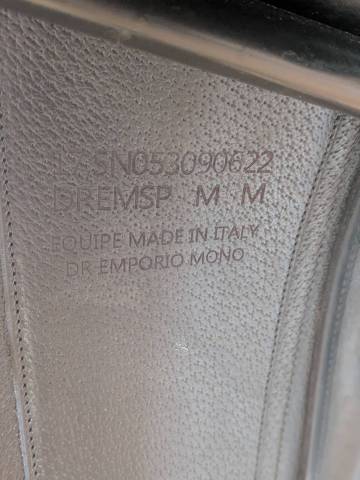 SN053090622
DREMSP M M
EQUIPE MADE IN ITALY
DR EMPORIO MONO